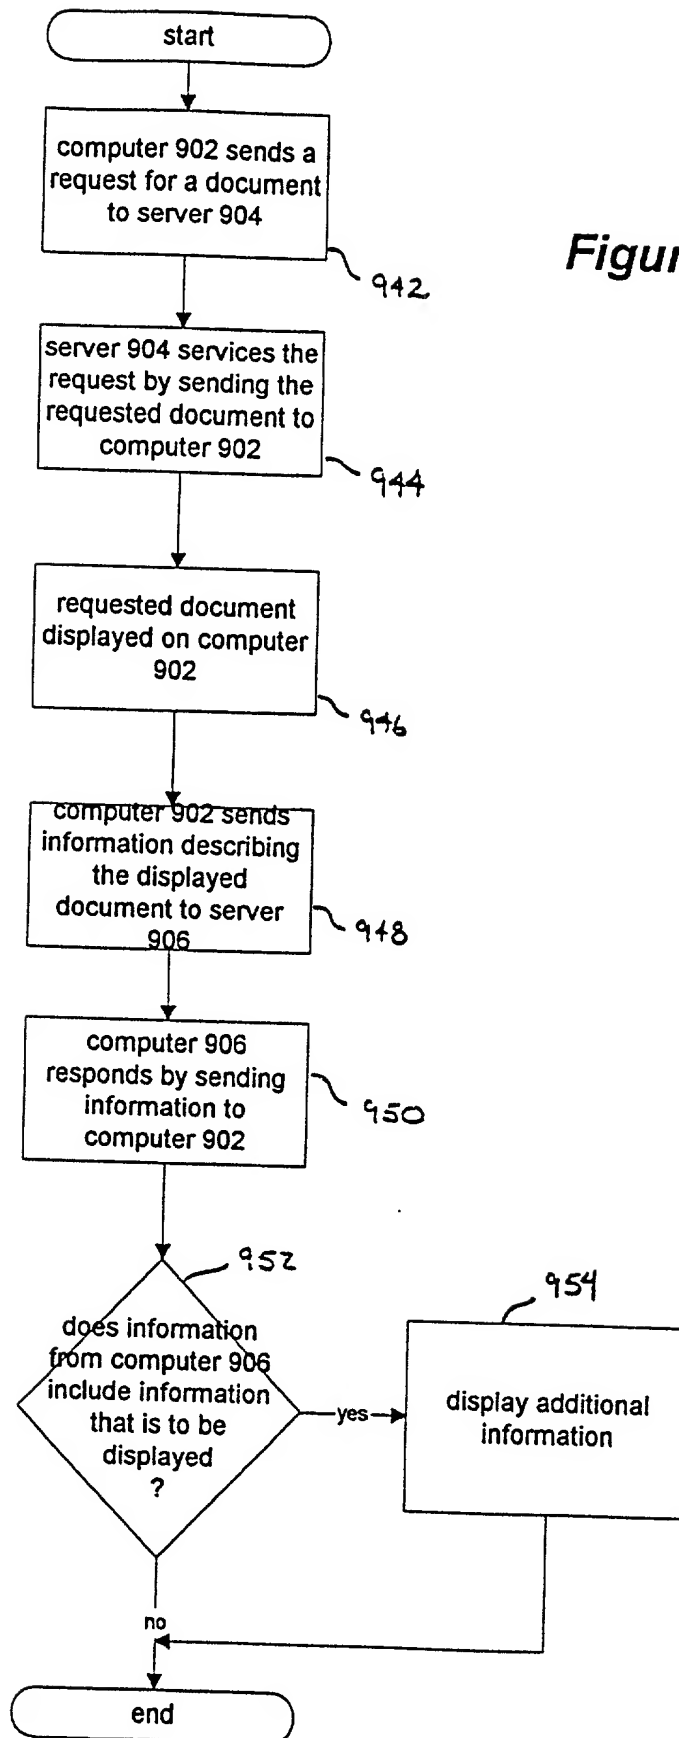 start
computer 902 sends a
request for a document
to server 904
942
server 904 services the
request by sending the
requested document to
computer 902
944
requested document
displayed on computer
902
946
computer 902 sends
information describing
the displayed
document to server
906
948
computer 906
responds by sending
information to
computer 902
950
952
does information
from computer 906
include information
that is to be
displayed
?
yes
954
display additional
information
no
end